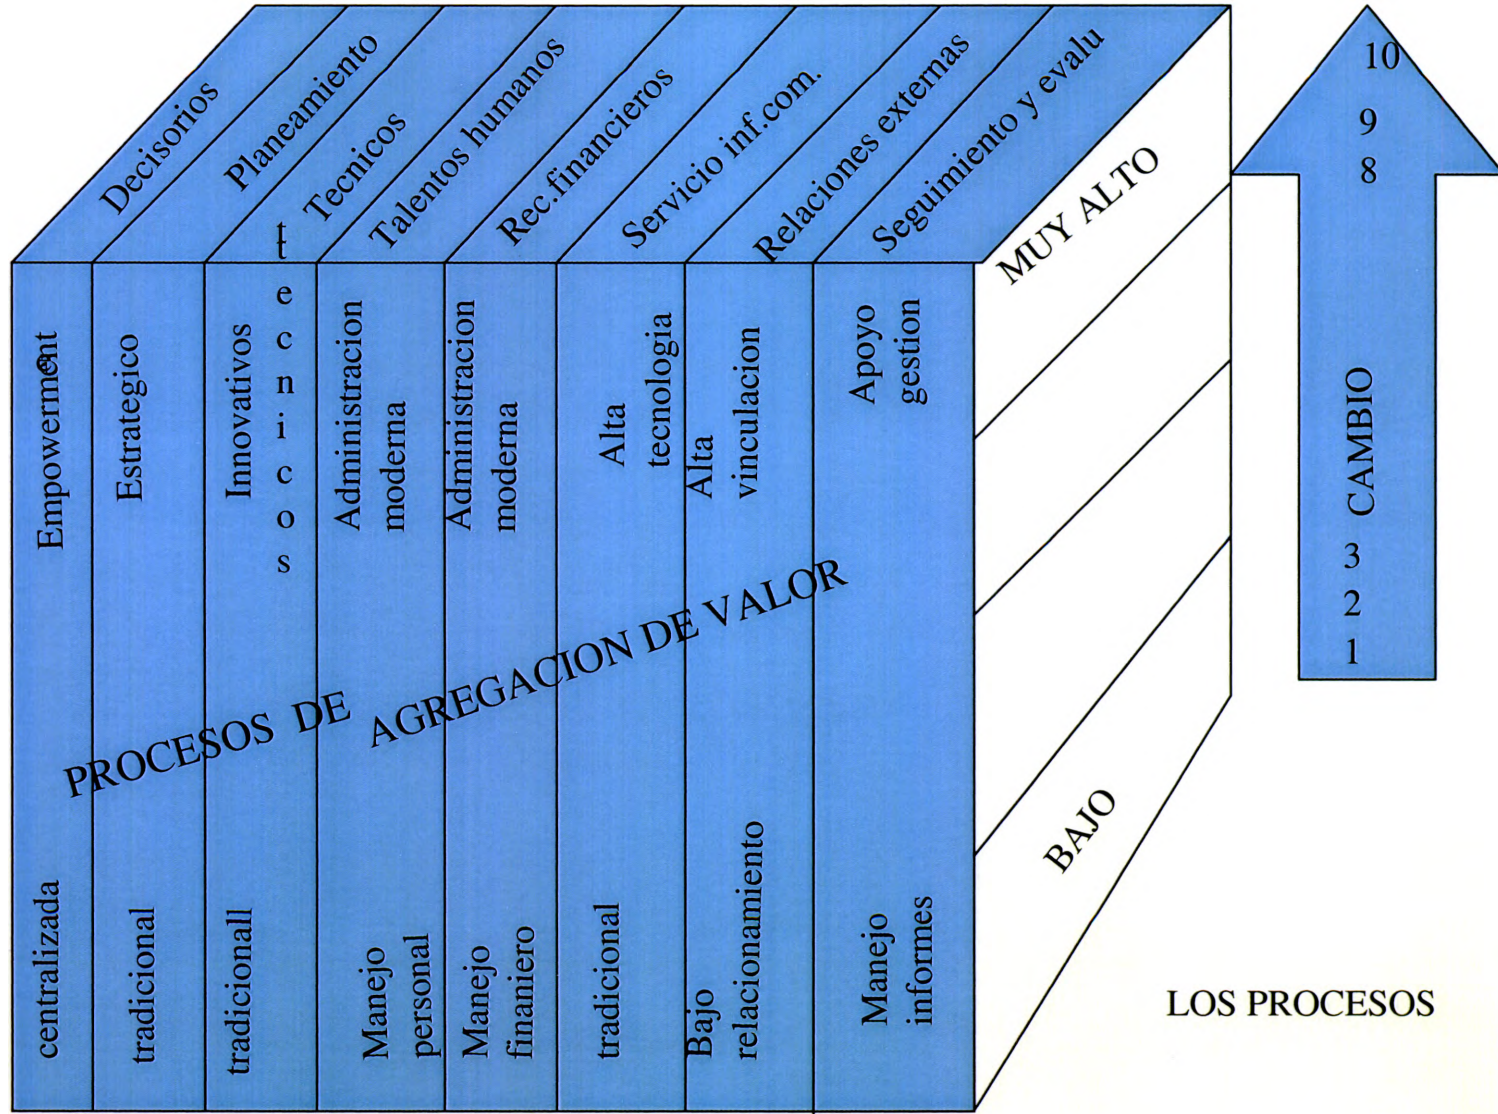 Decisorios
Planeamiento
Tecnicos
Talentos humanos
Rec.financieros
Servicio inf.com.
Relaciones externas
Seguimiento y evalu
MUY ALTO
BAJO
10
9
8
CAMBIO
3
2
1
Empowerment
Estrategico
Innovativos
tecnicos
Administracion
moderna
Administracion
moderna
Alta
tecnologia
Alta
vinculacion
Apoyo
gestion
PROCESOS DE AGREGACION DE VALOR
centralizada
tradicional
tradicionall
Manejo
personal
Manejo
finaniero
tradicional
Bajo
relacionamiento
Manejo
informes
LOS PROCESOS